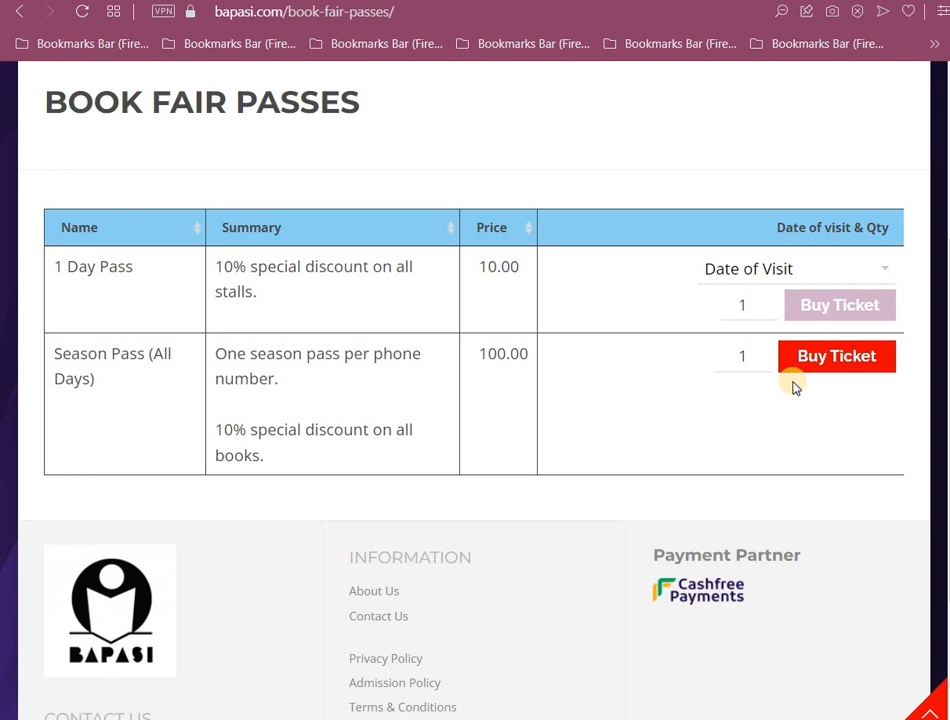 VPN
bapasi.com/book-fair-passes/
Bookmarks Bar (Fire... Bookmarks Bar (Fire... Bookmarks Bar (Fire... Bookmarks Bar (Fire... Bookmarks Bar (Fire... Bookmarks Bar (Fire...
BOOK FAIR PASSES
Name Summary Price Date of visit & Qty
1 Day Pass
10% special discount on all
stalls.
10.00
Date of Visit
1 Buy Ticket
Season Pass (All
Days)
One season pass per phone
number.
10% special discount on all
books.
100.00
1 Buy Ticket
BAPASI
CONTACT US
INFORMATION
About Us
Contact Us
Privacy Policy
Admission Policy
Terms & Conditions
Payment Partner
Cashfree
Payments